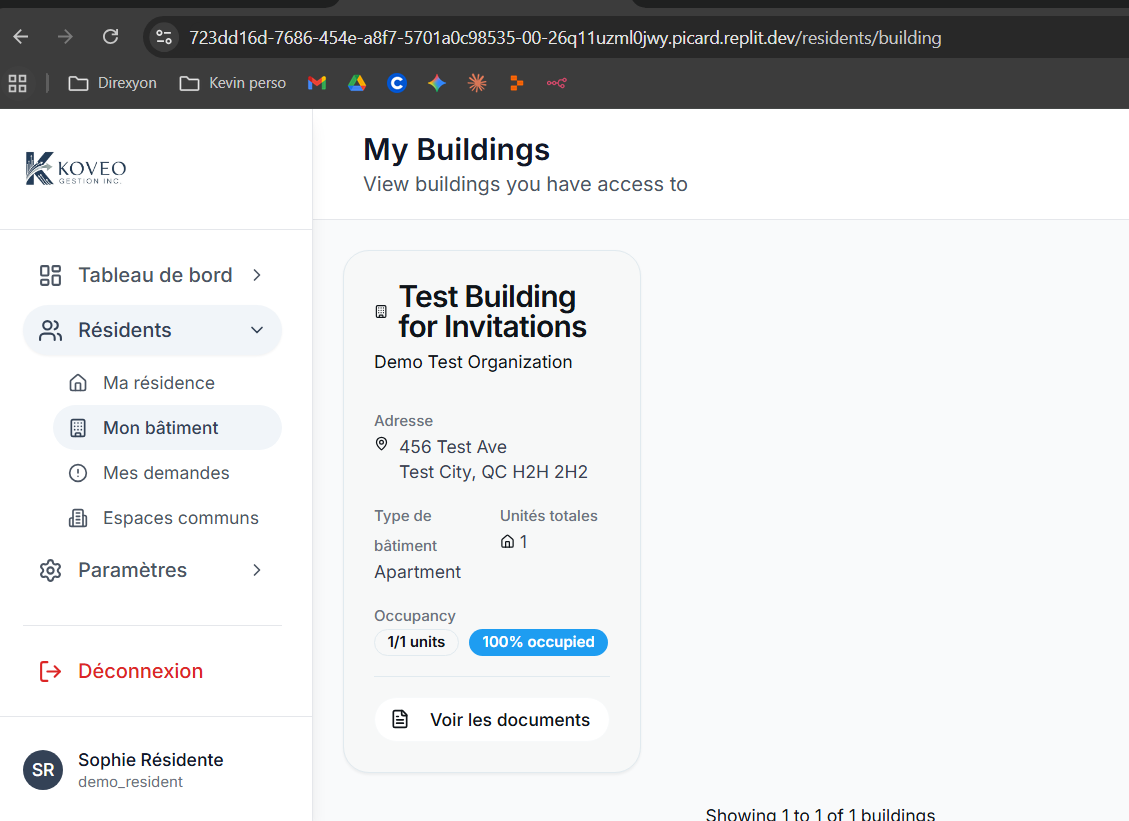 723dd16d-7686-454e-a8f7-5701a0c98535-00-26q11uzml0jwy.picard.replit.dev/residents/building
Direxyon
Kevin perso
KOVEO
GESTION INC.
Tableau de bord
Résidents
Ma résidence
Mon bâtiment
Mes demandes
Espaces communs
Paramètres
Déconnexion
SR
Sophie Résidente
demo_resident
My Buildings
View buildings you have access to
Test Building
for Invitations
Demo Test Organization
Adresse
456 Test Ave
Test City, QC H2H 2H2
Type de
bâtiment
Apartment
Unités totales
1
Occupancy
1/1 units
100% occupied
Voir les documents
Showing 1 to 1 of 1 buildings